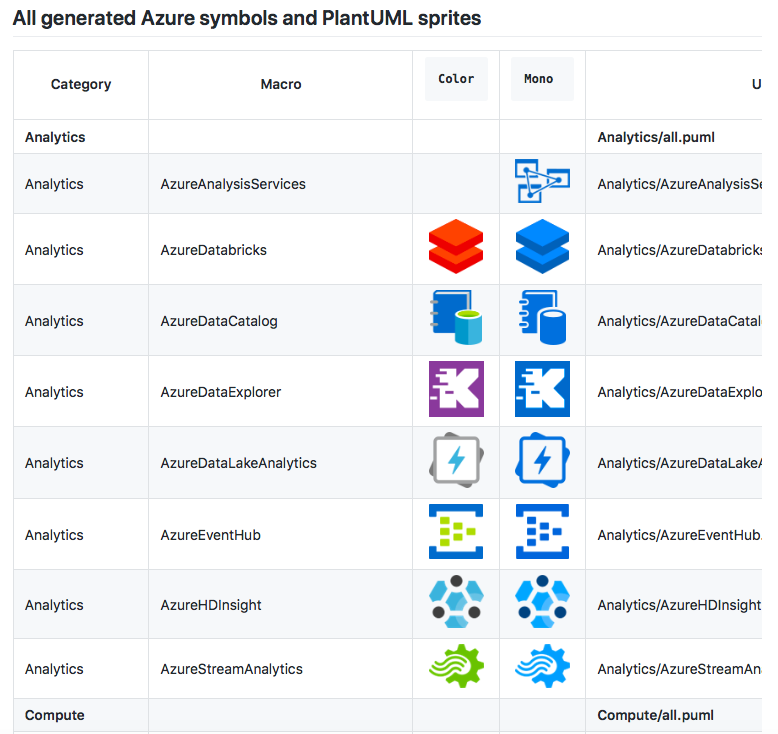 All generated Azure symbols and PlantUML sprites
Category Macro Color Mono U
Analytics Analytics/all.puml
Analytics AzureAnalysisServices Analytics/AzureAnalysisSe
Analytics AzureDatabricks Analytics/AzureDatabricks
Analytics AzureDataCatalog Analytics/AzureDataCatal
Analytics AzureDataExplorer Analytics/AzureDataExplo
Analytics AzureDataLakeAnalytics Analytics/AzureDataLakeA
Analytics AzureEventHub Analytics/AzureEventHub.
Analytics AzureHDInsight Analytics/AzureHDInsight
Analytics AzureStreamAnalytics Analytics/AzureStreamAn
Compute Compute/all.puml